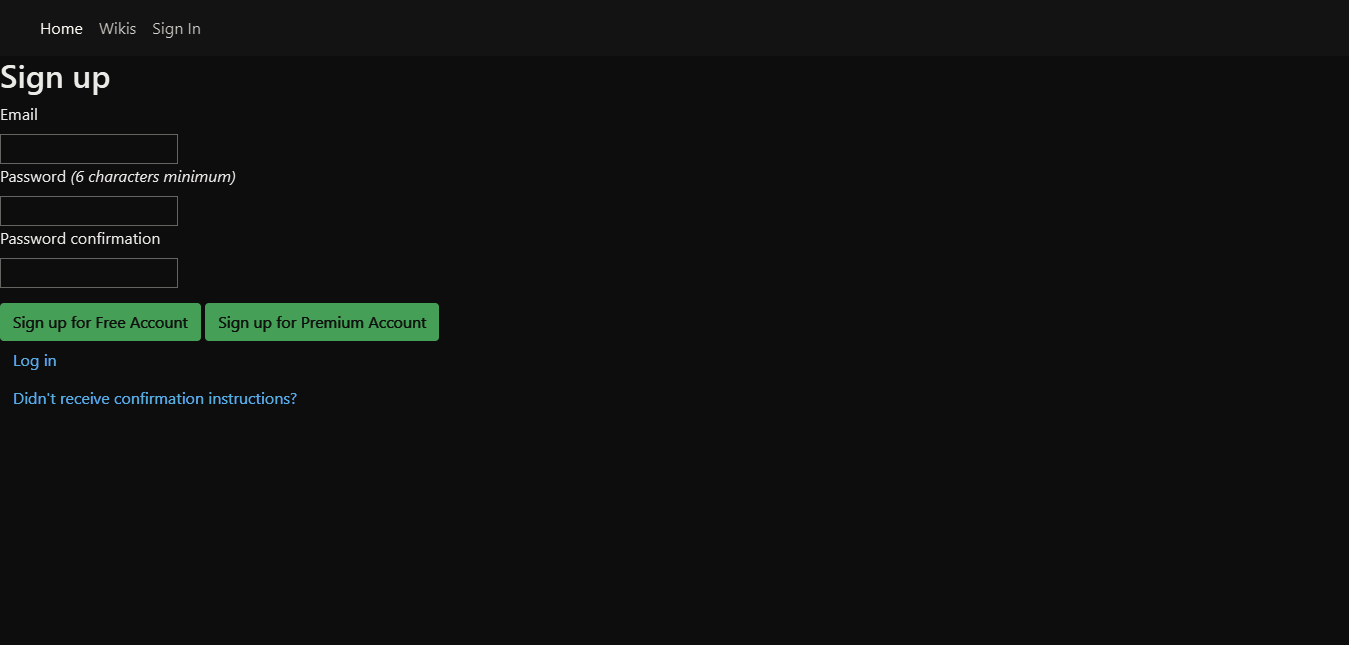 Home Wikis Sign In
Sign up
Email
Password (6 characters minimum)
Password confirmation
Sign up for Free Account Sign up for Premium Account
Log in
Didn't receive confirmation instructions?